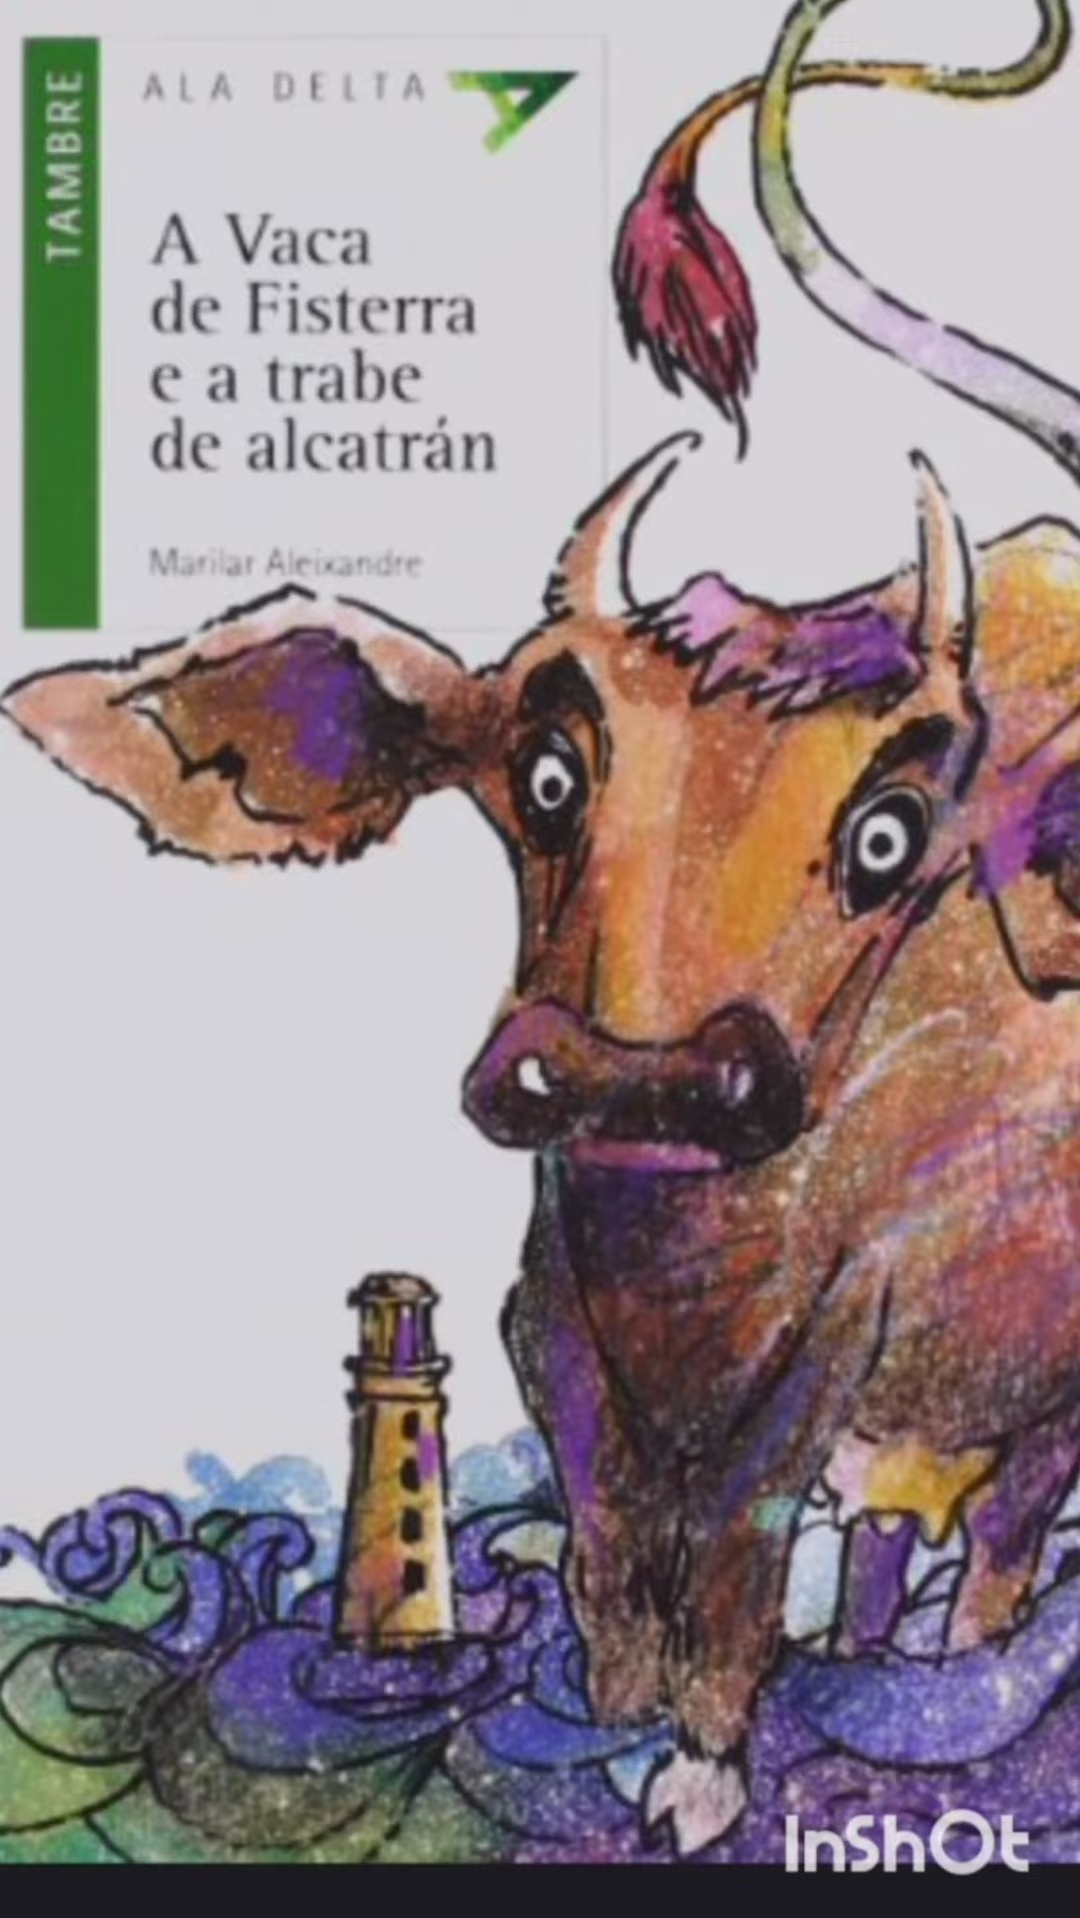 TAMBRE
ALA DELTA
A Vaca
de Fisterra
e a trabe
de alcatrán
Marilar Aleixandre
InShOt